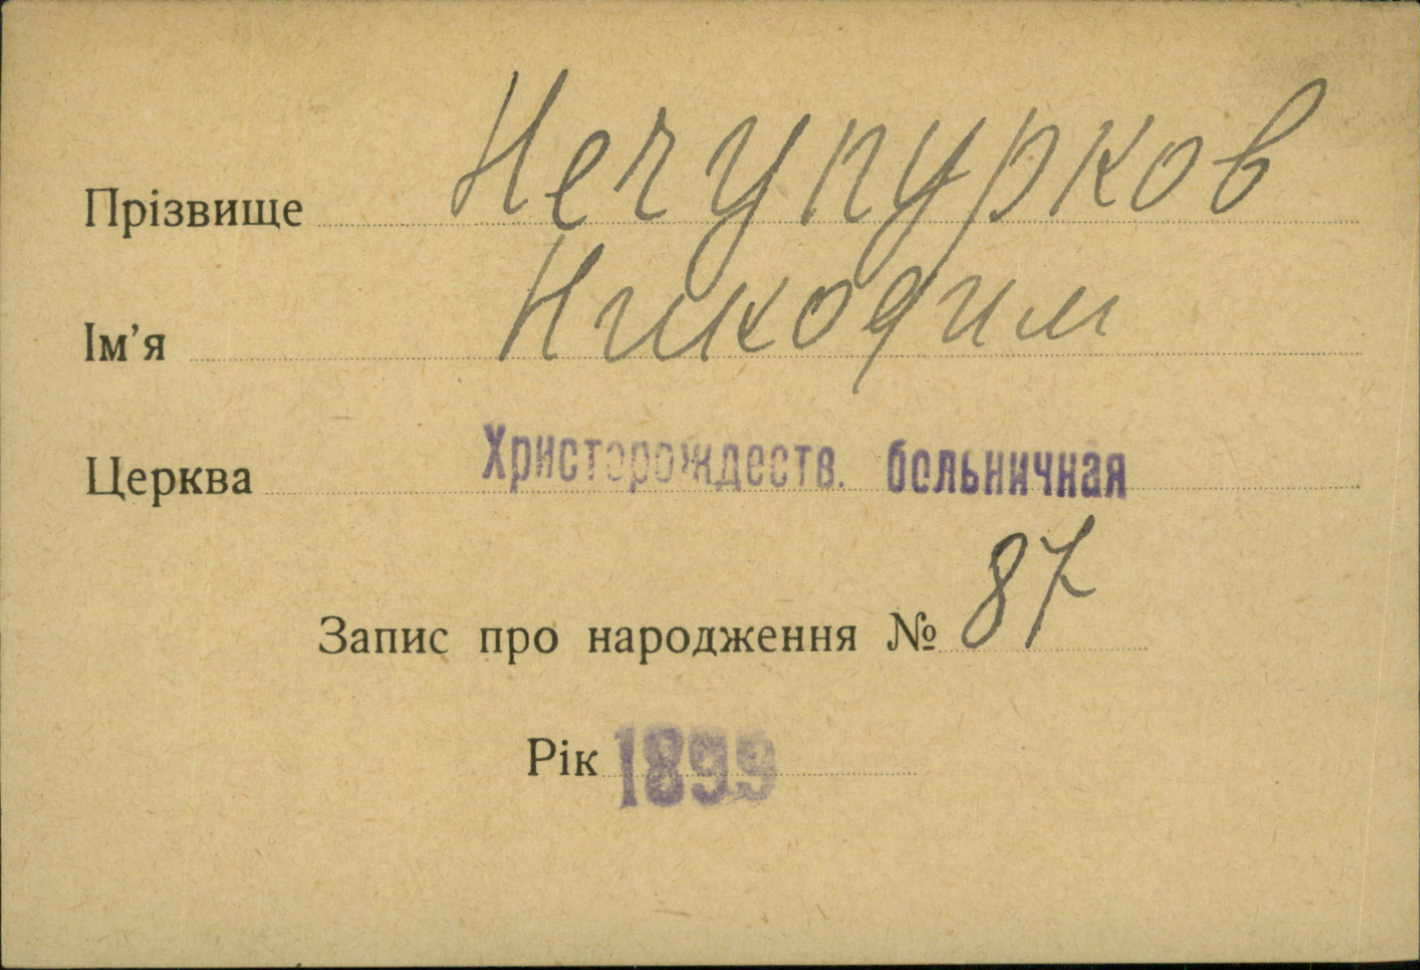 Прізвище Нечупурков
Ім’я Никодим
Церква Христорождеств. больничная
Запис про народження № 87
Рік 1899